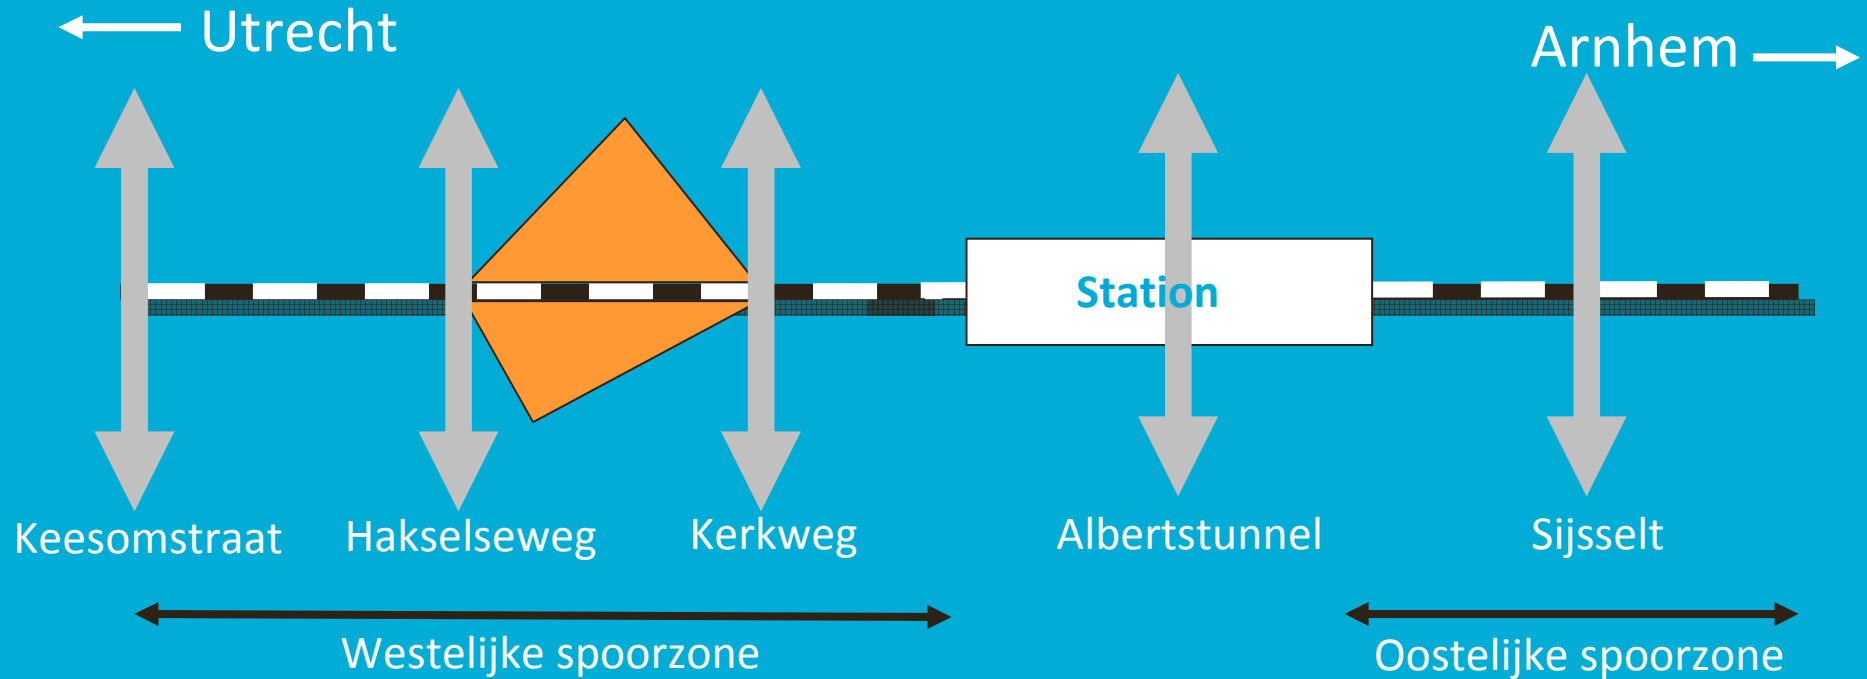 Utrecht
Arnhem
Station
Keesomstraat
Hakselseweg
Kerkweg
Albertstunnel
Sijsselt
Westelijke spoorzone
Oostelijke spoorzone